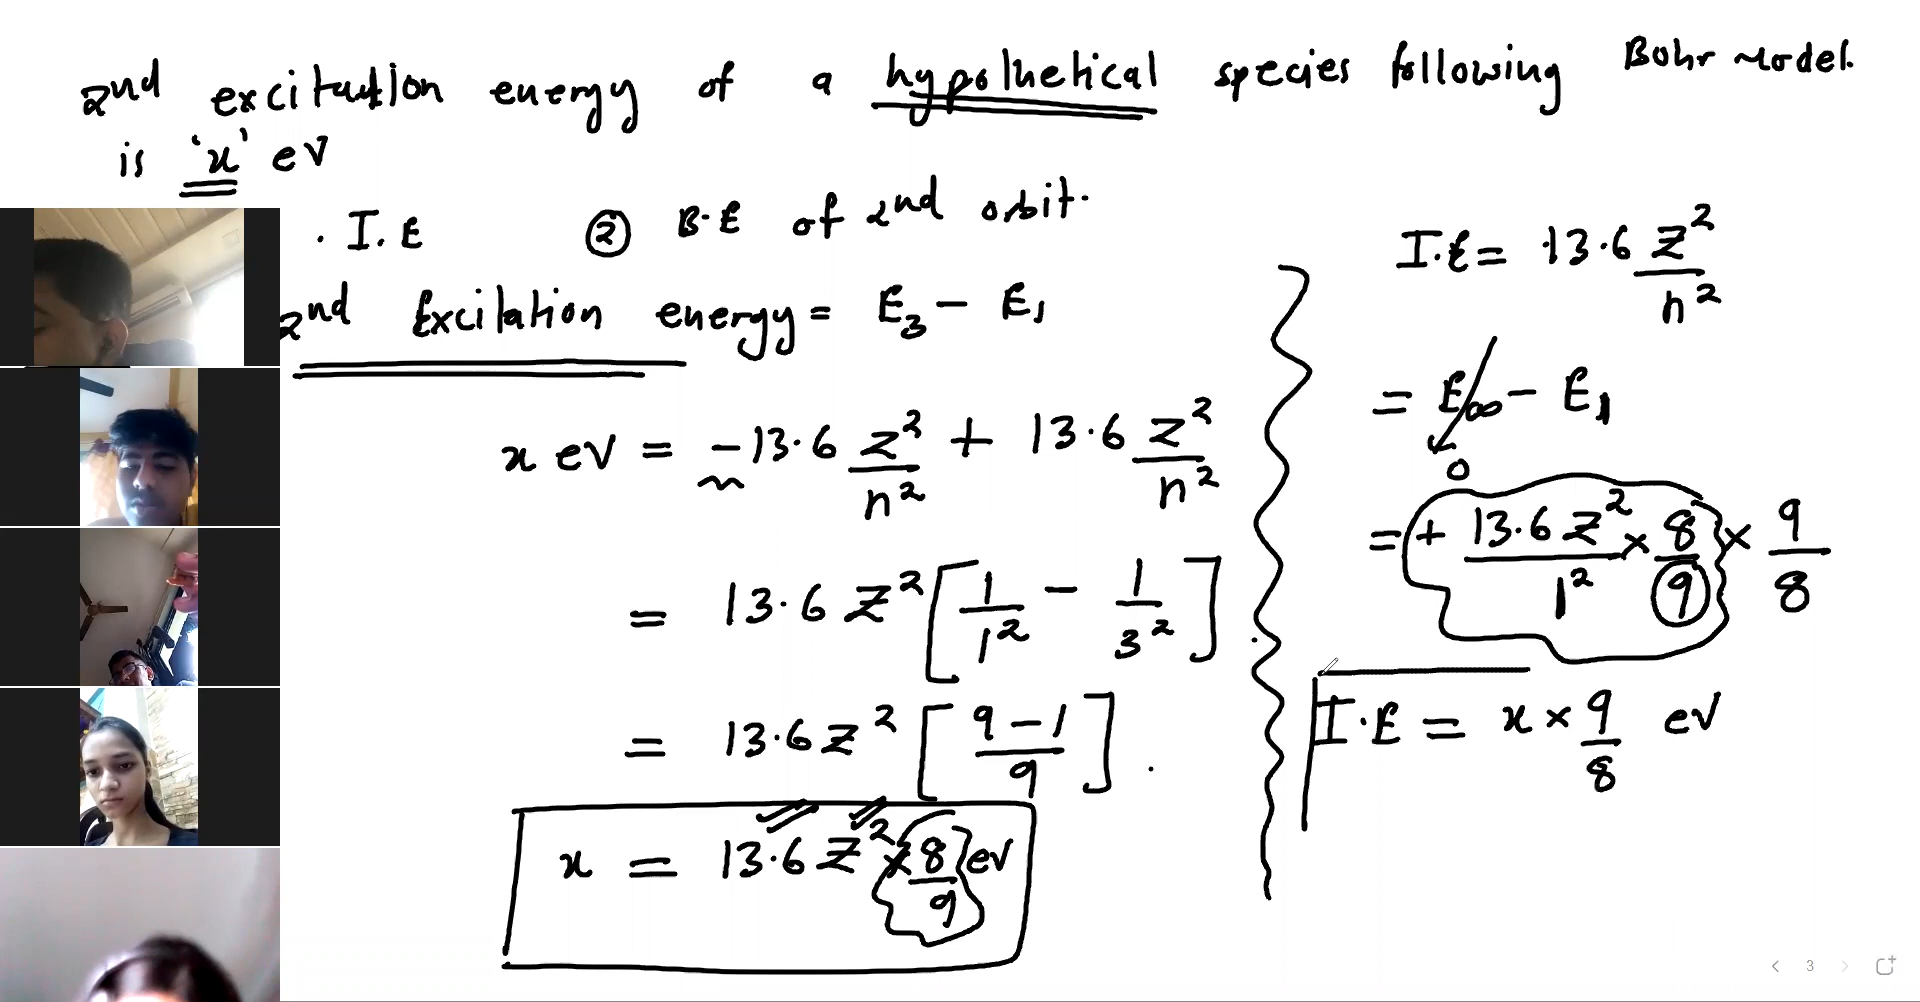 2nd excitation energy of a hypothetical species following Bohr Model.
is 'x' eV
. I.E ② B.E of 2nd orbit.
2nd Excitation energy = E₃ - E₁
x eV = -13.6 Z²/n² + 13.6 Z²/n²
= 13.6 Z² [1/1² - 1/3²].
= 13.6 Z² [9-1/9].
x = 13.6 Z² × 8/9 eV
I.E = 13.6 Z²/n²
= E∞ - E₁
0
= + 13.6 Z²/1² × 8/9 × 9/8
I.E = x × 9/8 eV
3